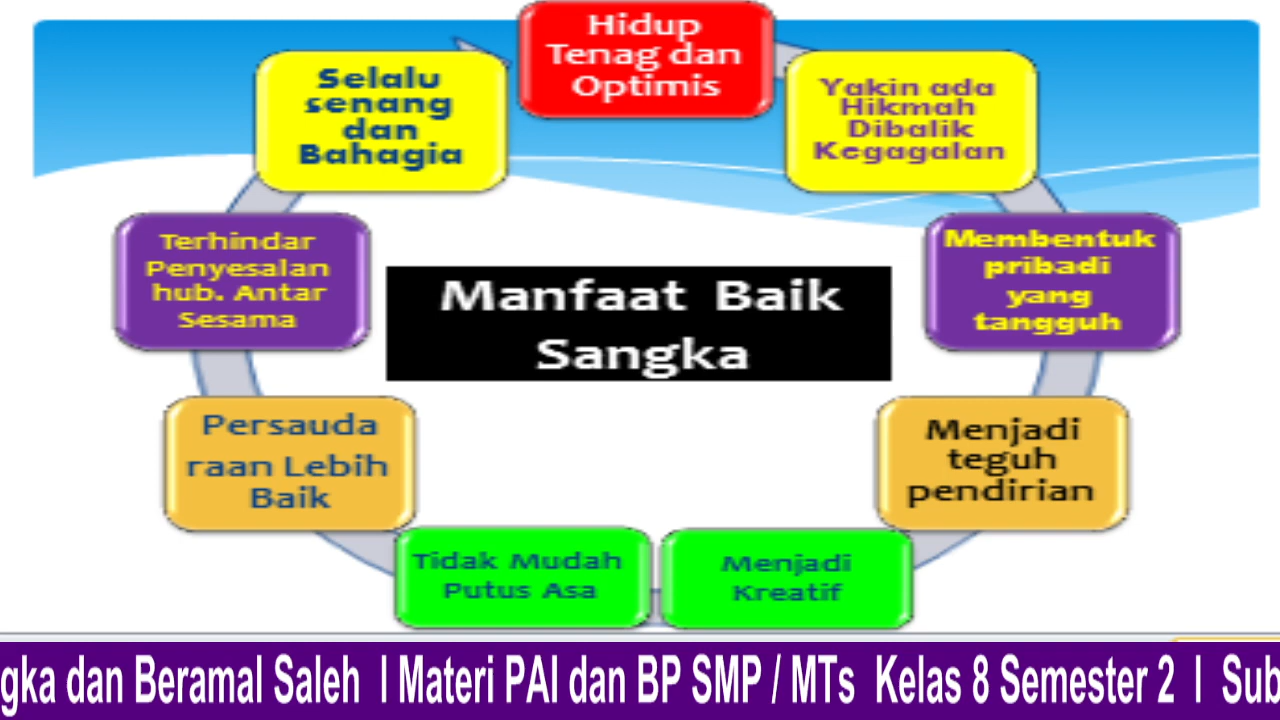 Hidup
Tenag dan
Optimis
Yakin ada
Hikmah
Dibalik
Kegagalan
Membentuk
pribadi
yang
tangguh
Menjadi
teguh
pendirian
Menjadi
Kreatif
Tidak Mudah
Putus Asa
Persauda
raan Lebih
Baik
Terhindar
Penyesalan
hub. Antar
Sesama
Selalu
senang
dan
Bahagia
Manfaat Baik
Sangka
gka dan Beramal Saleh l Materi PAI dan BP SMP / MTs Kelas 8 Semester 2 l Sub